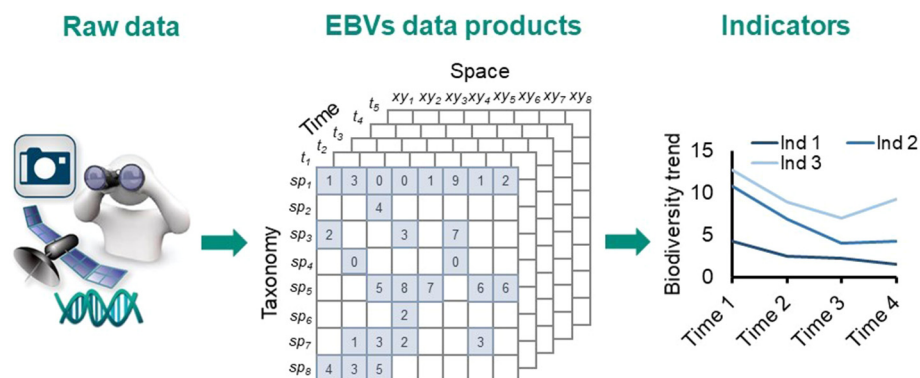 Raw data
EBVs data products
Indicators
Space
xy1 xy2 xy3 xy4 xy5 xy6 xy7 xy8
Time
t5
t4
t3
t2
t1
Taxonomy
sp1 1 3 0 0 1 9 1 2
sp2 4
sp3 2 3 7
sp4 0 0
sp5 5 8 7 6 6
sp6 2
sp7 1 3 2 3
sp8 4 3 5
Biodiversity trend
15
10
5
0
Ind 1
Ind 2
Ind 3
Time 1
Time 2
Time 3
Time 4